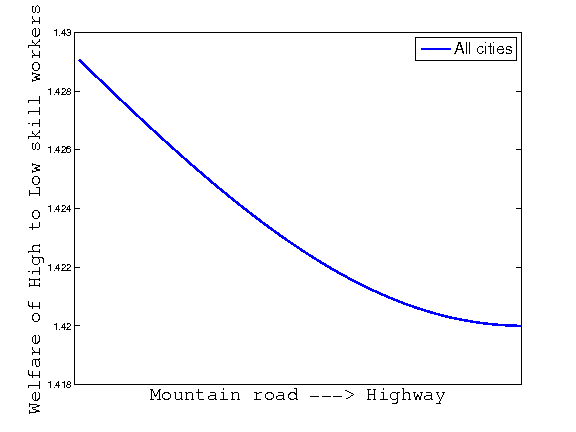 1.43
All cities
1.428
1.426
1.424
1.422
1.42
1.418
Welfare of High to Low skill workers
Mountain road ---> Highway